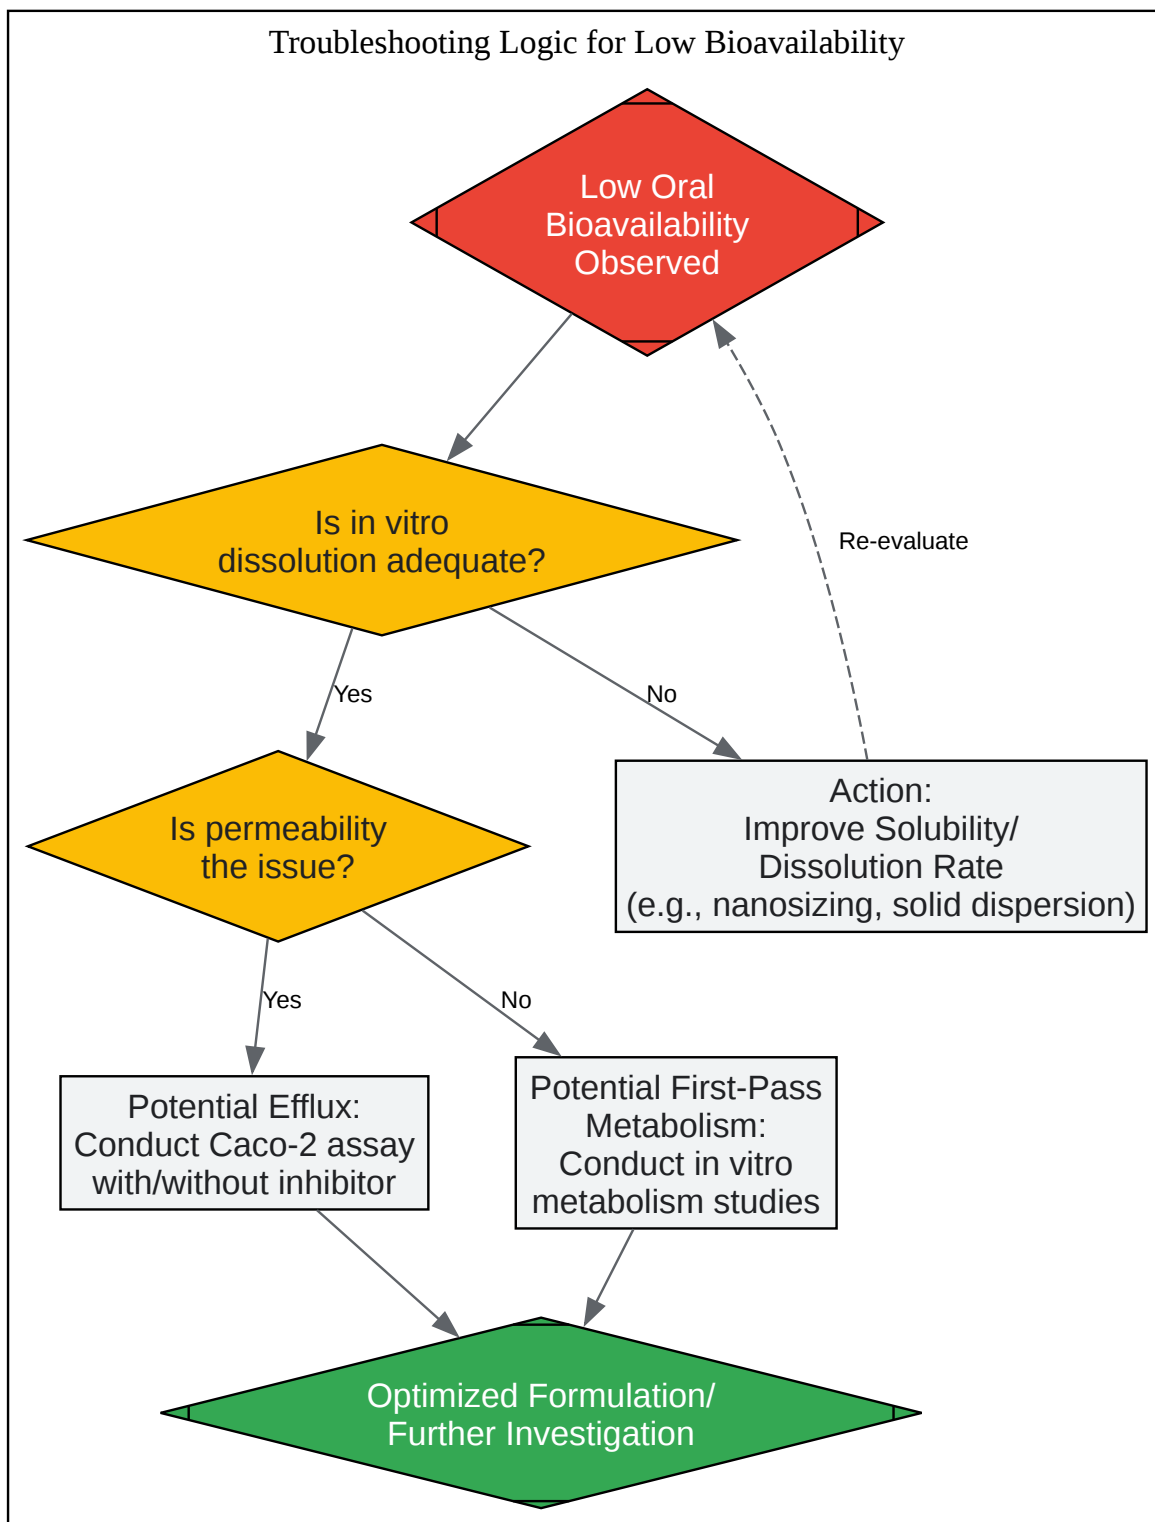 Troubleshooting Logic for Low Bioavailability
Low Oral
Bioavailability
Observed
Is in vitro
dissolution adequate?
Re-evaluate
Yes
No
Is permeability
the issue?
Action:
Improve Solubility/
Dissolution Rate
(e.g., nanosizing, solid dispersion)
Yes
No
Potential Efflux:
Conduct Caco-2 assay
with/without inhibitor
Potential First-Pass
Metabolism:
Conduct in vitro
metabolism studies
Optimized Formulation/
Further Investigation